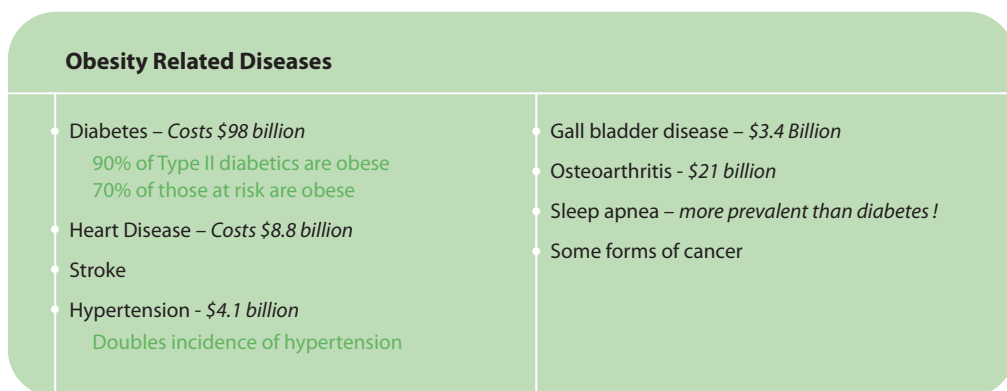 Obesity Related Diseases
Diabetes – Costs $98 billion
90% of Type II diabetics are obese
70% of those at risk are obese
Heart Disease – Costs $8.8 billion
Stroke
Hypertension - $4.1 billion
Doubles incidence of hypertension
Gall bladder disease – $3.4 Billion
Osteoarthritis - $21 billion
Sleep apnea – more prevalent than diabetes !
Some forms of cancer